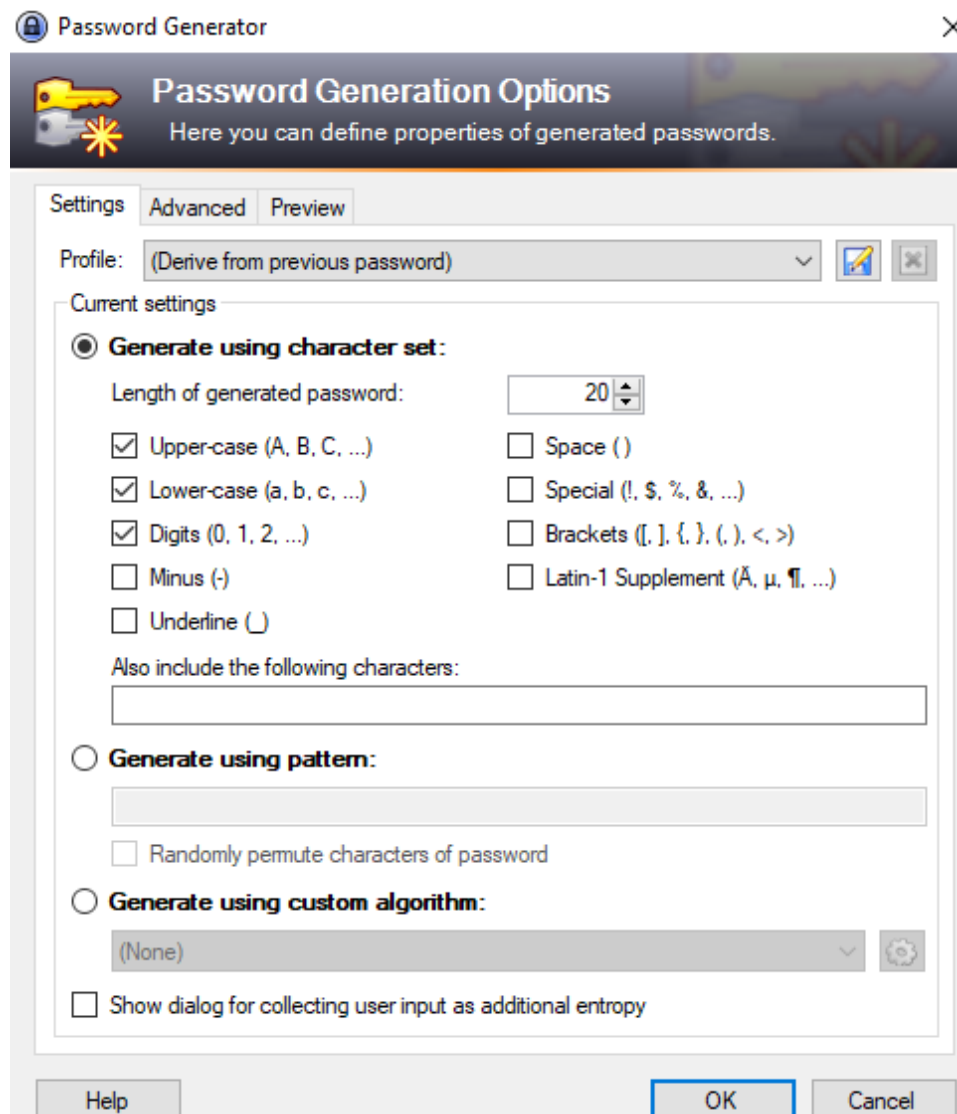 Password Generator
Password Generation Options
Here you can define properties of generated passwords.
Settings Advanced Preview
Profile: (Derive from previous password)
Current settings
Generate using character set:
Length of generated password: 20
Upper-case (A, B, C, ...) Space ( )
Lower-case (a, b, c, ...) Special (!, $, %, &, ...)
Digits (0, 1, 2, ...) Brackets ([, ], {, }, (, ), <, >)
Minus (-) Latin-1 Supplement (Ä, µ, ¶, ...)
Underline (_)
Also include the following characters:
Generate using pattern:
Randomly permute characters of password
Generate using custom algorithm:
(None)
Show dialog for collecting user input as additional entropy
Help OK Cancel